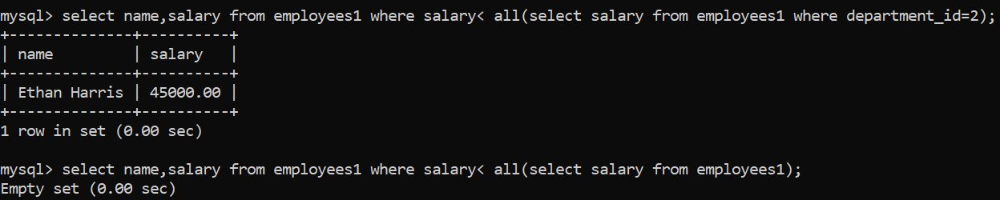 mysql> select name,salary from employees1 where salary< all(select salary from employees1 where department_id=2);
+--------------+----------+
| name         | salary   |
+--------------+----------+
| Ethan Harris | 45000.00 |
+--------------+----------+
1 row in set (0.00 sec)

mysql> select name,salary from employees1 where salary< all(select salary from employees1);
Empty set (0.00 sec)